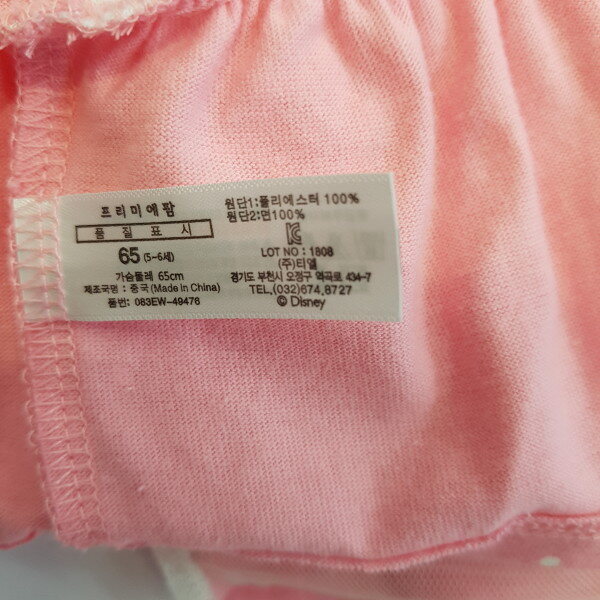 프리미에팜
품 질 표 시
65 (5~6세)
가슴둘레 65cm
제조국명 : 중국 (Made in China)
품번: 083EW-49476
원단1:폴리에스터 100%
원단2:면100%
LOT NO : 1808
(주)티엘
경기도 부천시 오정구 역곡로 434-7
TEL,(032)674,8727
© Disney